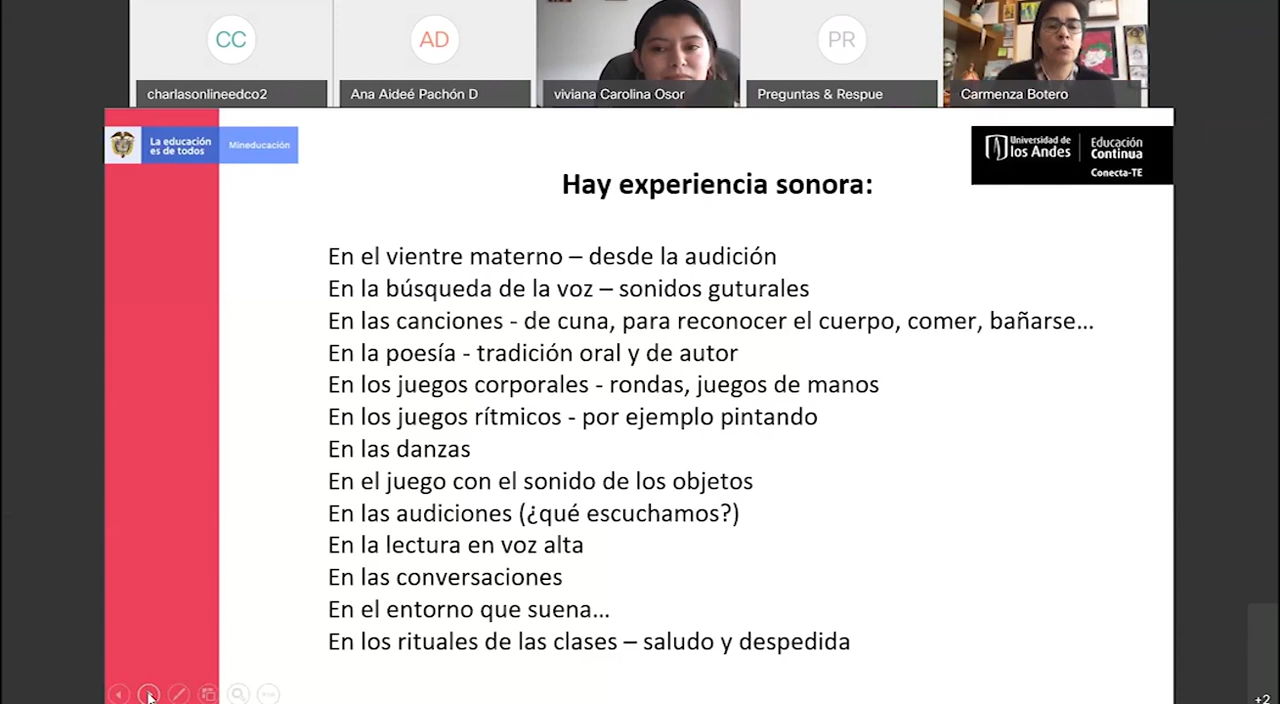 CC
AD
PR
charlasonlineedco2
Ana Aideé Pachón D
viviana Carolina Osor
Preguntas & Respue
Carmenza Botero
La educación
es de todos
Mineducación
Universidad de
los Andes
Educación
Continua
Conecta-TE
Hay experiencia sonora:
En el vientre materno – desde la audición
En la búsqueda de la voz – sonidos guturales
En las canciones - de cuna, para reconocer el cuerpo, comer, bañarse...
En la poesía - tradición oral y de autor
En los juegos corporales - rondas, juegos de manos
En los juegos rítmicos - por ejemplo pintando
En las danzas
En el juego con el sonido de los objetos
En las audiciones (¿qué escuchamos?)
En la lectura en voz alta
En las conversaciones
En el entorno que suena...
En los rituales de las clases – saludo y despedida
+2